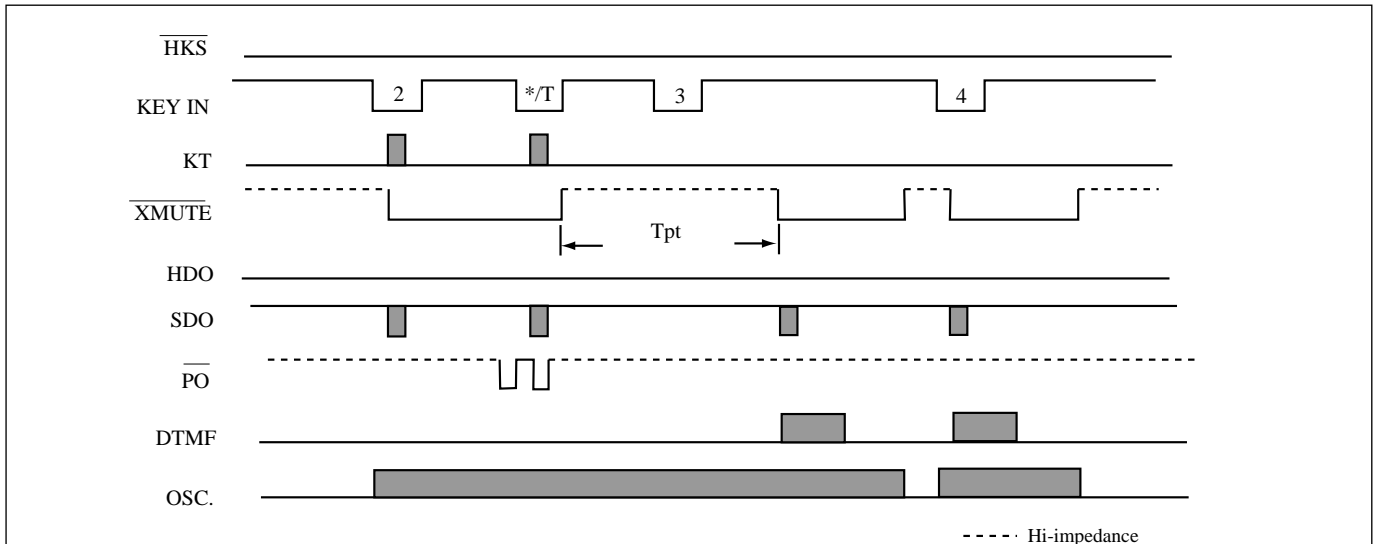 HKS
KEY IN 2 */T 3 4
KT
XMUTE
Tpt
HDO
SDO
PO
DTMF
OSC.
Hi-impedance